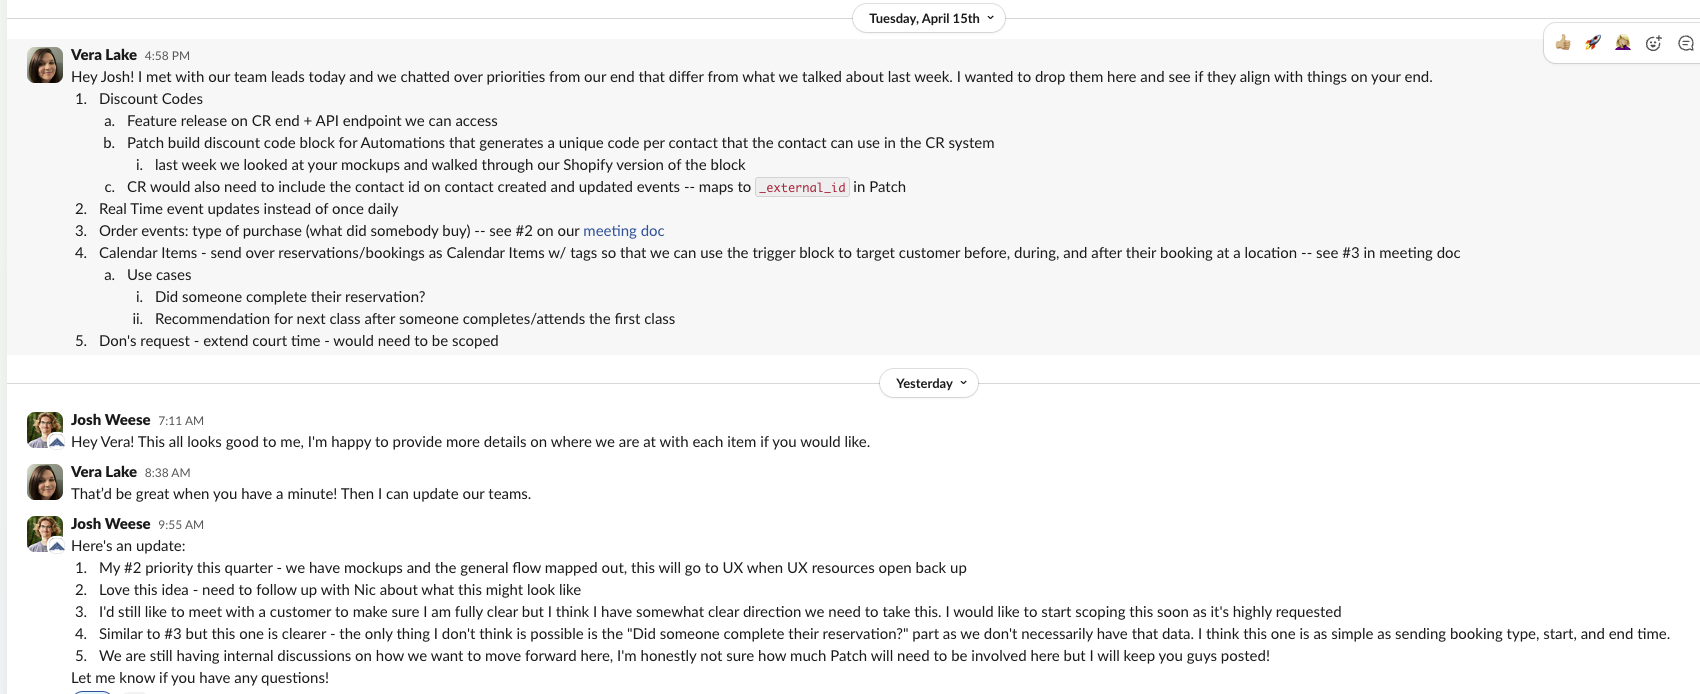 Tuesday, April 15th
Vera Lake 4:58 PM
Hey Josh! I met with our team leads today and we chatted over priorities from our end that differ from what we talked about last week. I wanted to drop them here and see if they align with things on your end.
1. Discount Codes
a. Feature release on CR end + API endpoint we can access
b. Patch build discount code block for Automations that generates a unique code per contact that the contact can use in the CR system
i. last week we looked at your mockups and walked through our Shopify version of the block
c. CR would also need to include the contact id on contact created and updated events -- maps to _external_id in Patch
2. Real Time event updates instead of once daily
3. Order events: type of purchase (what did somebody buy) -- see #2 on our meeting doc
4. Calendar Items - send over reservations/bookings as Calendar Items w/ tags so that we can use the trigger block to target customer before, during, and after their booking at a location -- see #3 in meeting doc
a. Use cases
i. Did someone complete their reservation?
ii. Recommendation for next class after someone completes/attends the first class
5. Don's request - extend court time - would need to be scoped
Yesterday
Josh Weese 7:11 AM
Hey Vera! This all looks good to me, I'm happy to provide more details on where we are at with each item if you would like.
Vera Lake 8:38 AM
That'd be great when you have a minute! Then I can update our teams.
Josh Weese 9:55 AM
Here's an update:
1. My #2 priority this quarter - we have mockups and the general flow mapped out, this will go to UX when UX resources open back up
2. Love this idea - need to follow up with Nic about what this might look like
3. I'd still like to meet with a customer to make sure I am fully clear but I think I have somewhat clear direction we need to take this. I would like to start scoping this soon as it's highly requested
4. Similar to #3 but this one is clearer - the only thing I don't think is possible is the "Did someone complete their reservation?" part as we don't necessarily have that data. I think this one is as simple as sending booking type, start, and end time.
5. We are still having internal discussions on how we want to move forward here, I'm honestly not sure how much Patch will need to be involved here but I will keep you guys posted!
Let me know if you have any questions!